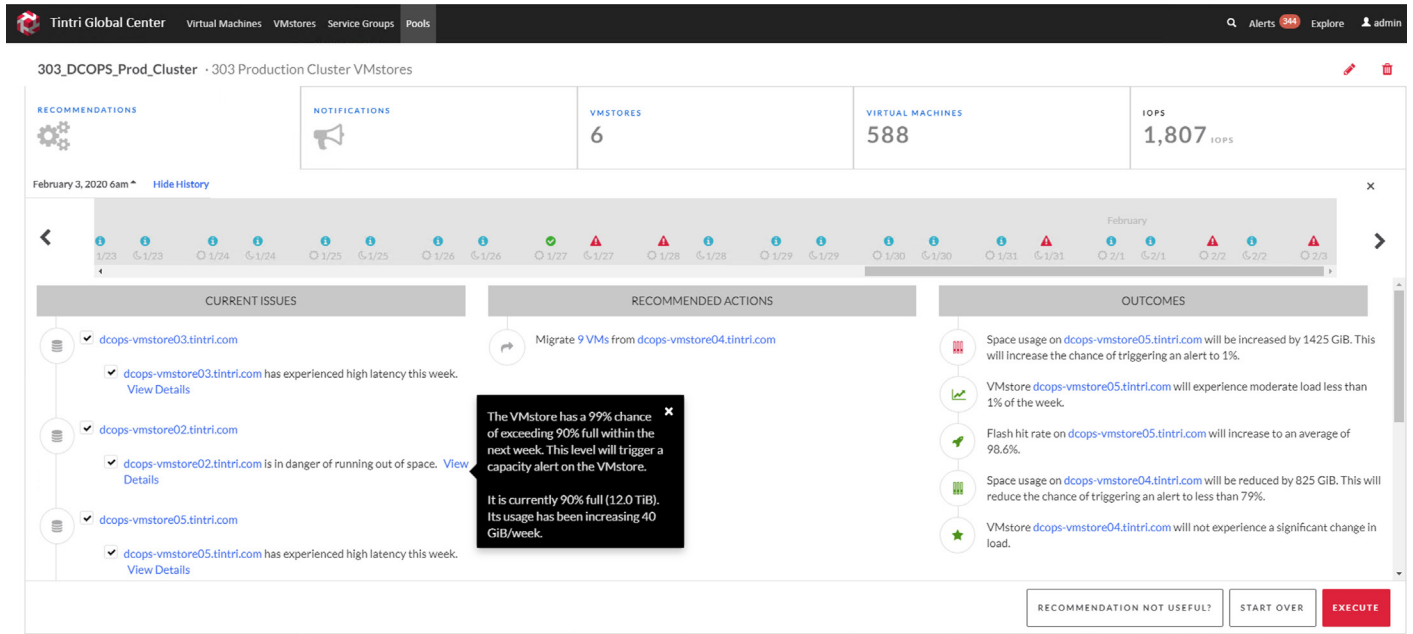 Tintri Global Center Virtual Machines VMstores Service Groups Pools Alerts 344 Explore admin
303_DCOPS_Prod_Cluster · 303 Production Cluster VMstores
RECOMMENDATIONS
NOTIFICATIONS
VMSTORES
6
VIRTUAL MACHINES
588
IOPS
1,807 IOPS
February 3, 2020 6am Hide History
February
1/23 1/23 1/24 1/24 1/25 1/25 1/26 1/26 1/27 1/27 1/28 1/28 1/29 1/29 1/30 1/30 1/31 1/31 2/1 2/1 2/2 2/2 2/3
CURRENT ISSUES
dcops-vmstore03.tintri.com
dcops-vmstore03.tintri.com has experienced high latency this week.
View Details
dcops-vmstore02.tintri.com
dcops-vmstore02.tintri.com is in danger of running out of space. View
Details
dcops-vmstore05.tintri.com
dcops-vmstore05.tintri.com has experienced high latency this week.
View Details
The VMstore has a 99% chance
of exceeding 90% full within the
next week. This level will trigger a
capacity alert on the VMstore.
It is currently 90% full (12.0 TiB).
Its usage has been increasing 40
GiB/week.
RECOMMENDED ACTIONS
Migrate 9 VMs from dcops-vmstore04.tintri.com
OUTCOMES
Space usage on dcops-vmstore05.tintri.com will be increased by 1425 GiB. This
will increase the chance of triggering an alert to 1%.
VMstore dcops-vmstore05.tintri.com will experience moderate load less than
1% of the week.
Flash hit rate on dcops-vmstore05.tintri.com will increase to an average of
98.6%.
Space usage on dcops-vmstore04.tintri.com will be reduced by 825 GiB. This will
reduce the chance of triggering an alert to less than 79%.
VMstore dcops-vmstore04.tintri.com will not experience a significant change in
load.
RECOMMENDATION NOT USEFUL? START OVER EXECUTE